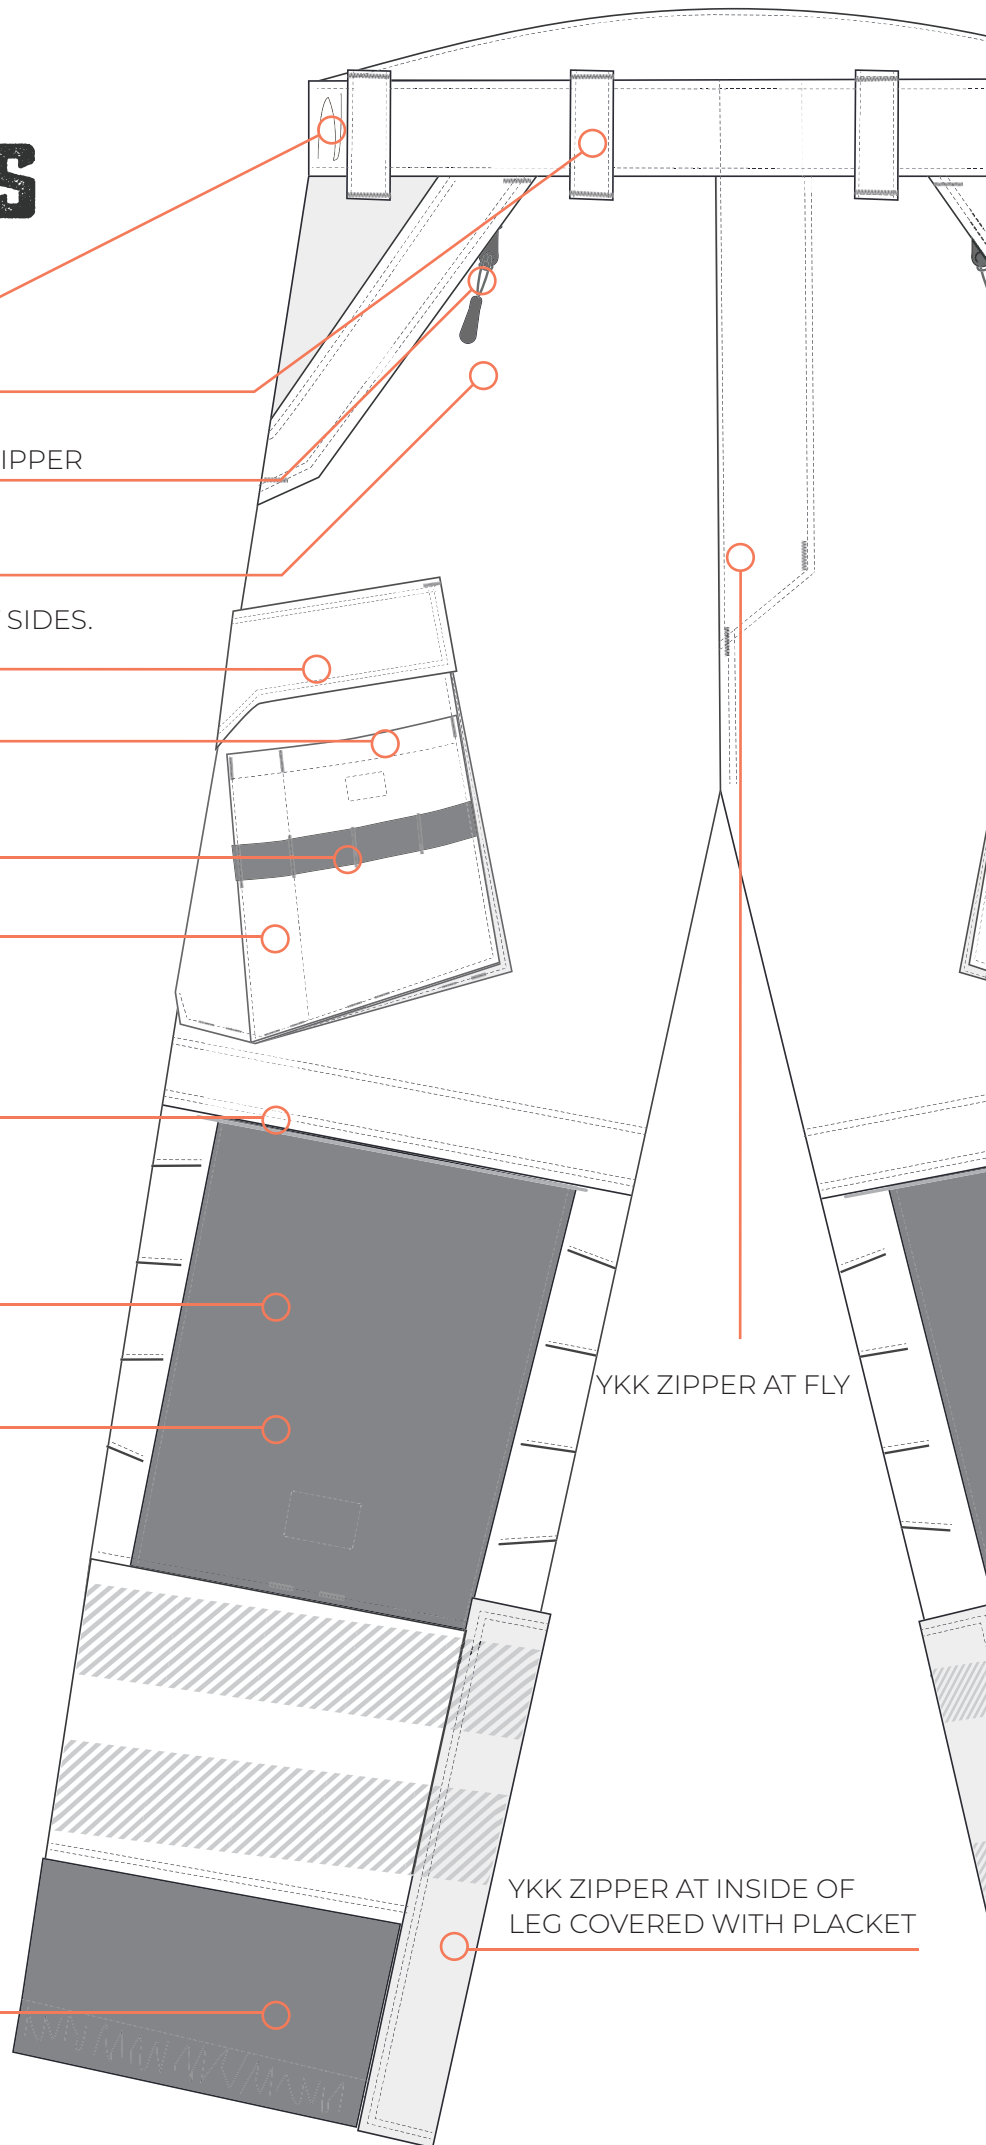 S
IPPER
SIDES.
YKK ZIPPER AT FLY
YKK ZIPPER AT INSIDE OF
LEG COVERED WITH PLACKET